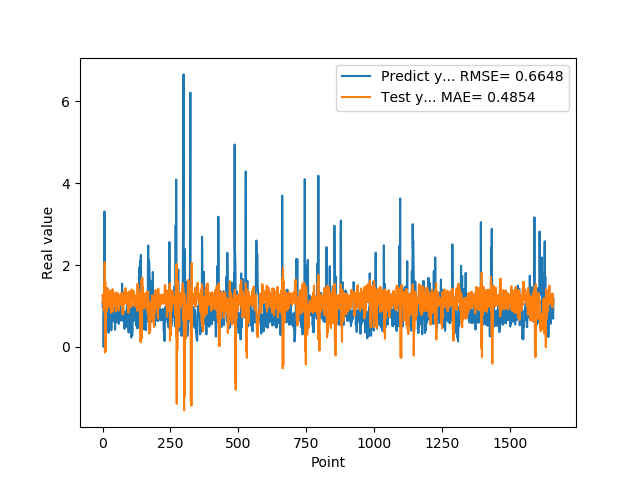 Predict y... RMSE= 0.6648
Test y... MAE= 0.4854
Real value
6
4
2
0
0 250 500 750 1000 1250 1500
Point